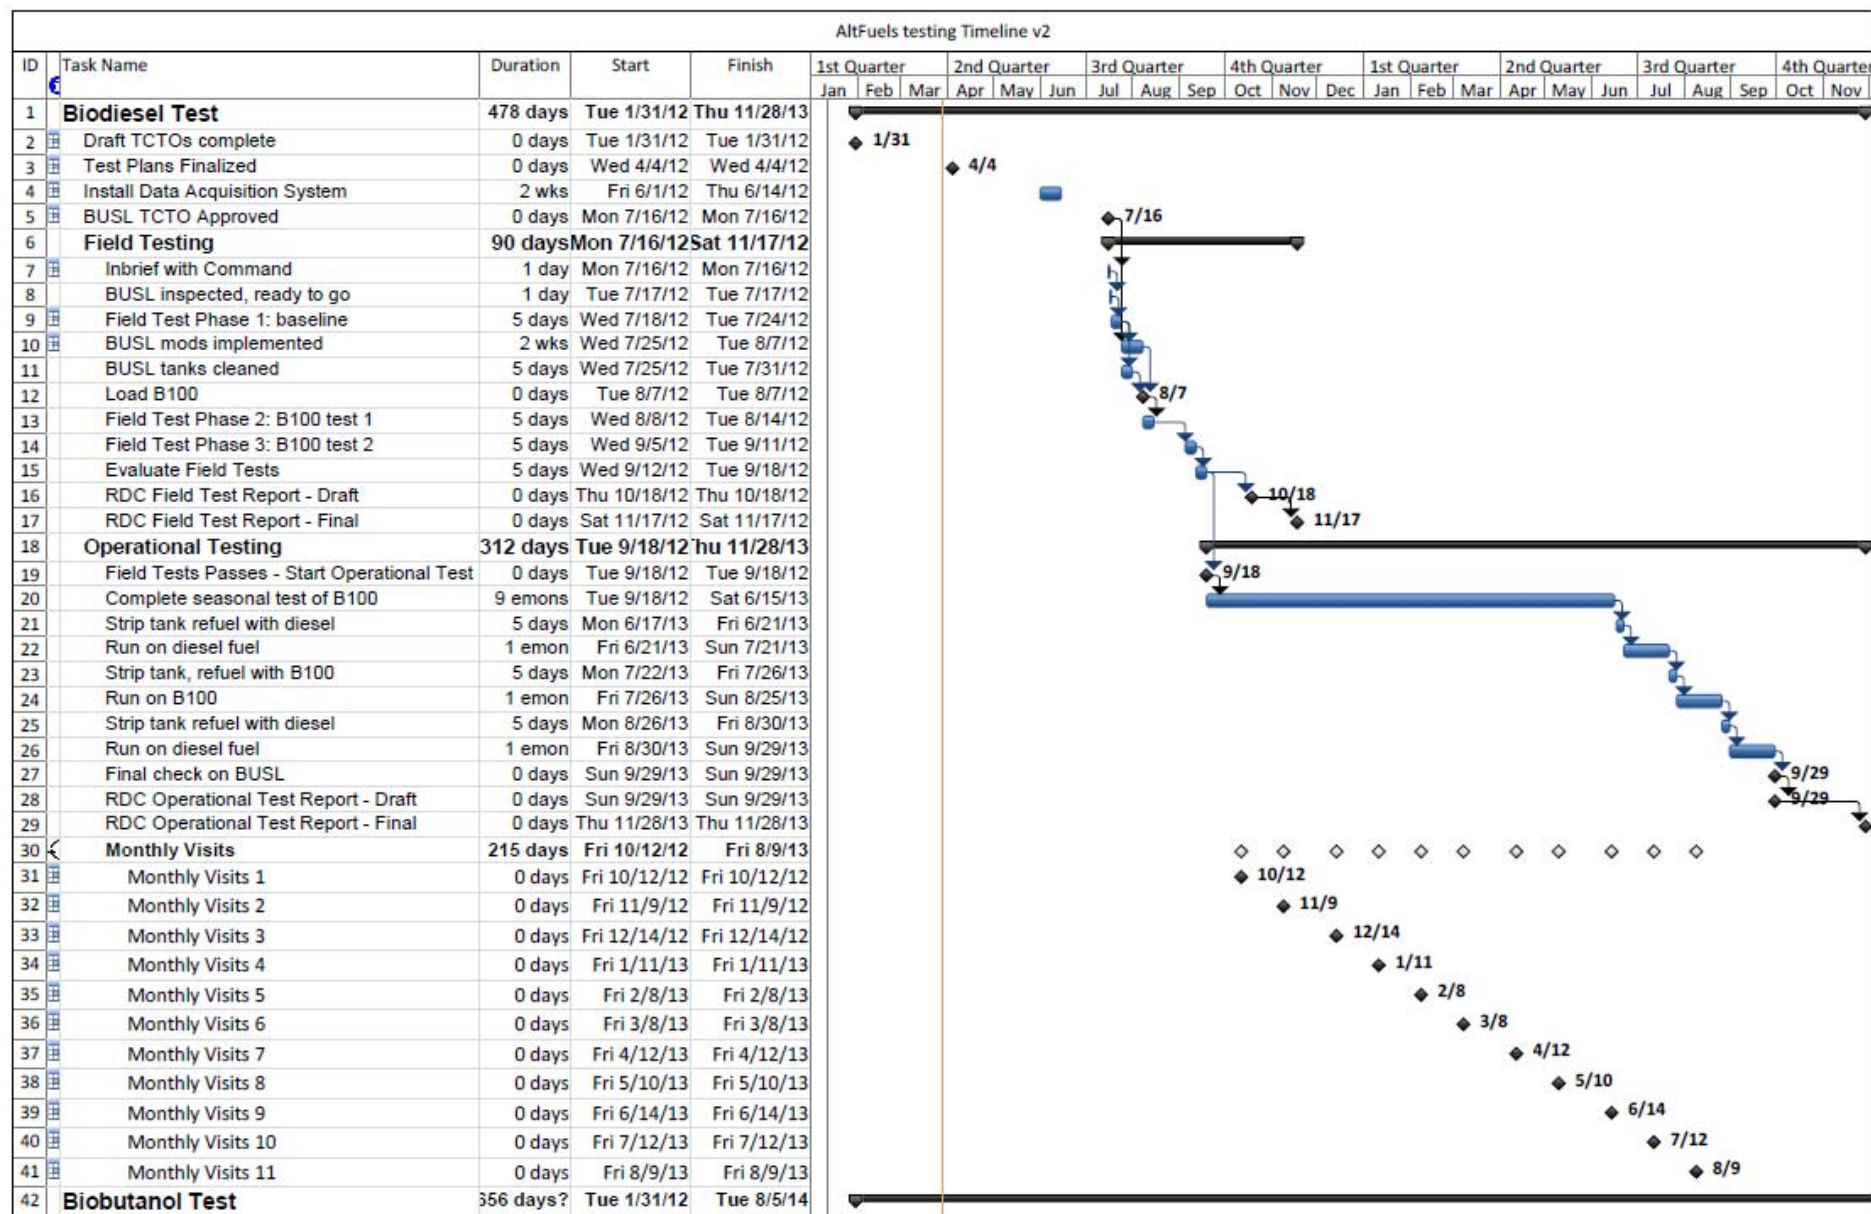 AltFuels testing Timeline v2
ID Task Name Duration Start Finish 1st Quarter 2nd Quarter 3rd Quarter 4th Quarter 1st Quarter 2nd Quarter 3rd Quarter 4th Quarter
Jan Feb Mar Apr May Jun Jul Aug Sep Oct Nov Dec Jan Feb Mar Apr May Jun Jul Aug Sep Oct Nov
1 Biodiesel Test 478 days Tue 1/31/12 Thu 11/28/13
2 Draft TCTOs complete 0 days Tue 1/31/12 Tue 1/31/12 1/31
3 Test Plans Finalized 0 days Wed 4/4/12 Wed 4/4/12 4/4
4 Install Data Acquisition System 2 wks Fri 6/1/12 Thu 6/14/12
5 BUSL TCTO Approved 0 days Mon 7/16/12 Mon 7/16/12 7/16
6 Field Testing 90 days Mon 7/16/12 Sat 11/17/12
7 Inbrief with Command 1 day Mon 7/16/12 Mon 7/16/12
8 BUSL inspected, ready to go 1 day Tue 7/17/12 Tue 7/17/12
9 Field Test Phase 1: baseline 5 days Wed 7/18/12 Tue 7/24/12
10 BUSL mods implemented 2 wks Wed 7/25/12 Tue 8/7/12
11 BUSL tanks cleaned 5 days Wed 7/25/12 Tue 7/31/12
12 Load B100 0 days Tue 8/7/12 Tue 8/7/12 8/7
13 Field Test Phase 2: B100 test 1 5 days Wed 8/8/12 Tue 8/14/12
14 Field Test Phase 3: B100 test 2 5 days Wed 9/5/12 Tue 9/11/12
15 Evaluate Field Tests 5 days Wed 9/12/12 Tue 9/18/12
16 RDC Field Test Report - Draft 0 days Thu 10/18/12 Thu 10/18/12 10/18
17 RDC Field Test Report - Final 0 days Sat 11/17/12 Sat 11/17/12 11/17
18 Operational Testing 312 days Tue 9/18/12 Thu 11/28/13
19 Field Tests Passes - Start Operational Test 0 days Tue 9/18/12 Tue 9/18/12 9/18
20 Complete seasonal test of B100 9 emons Tue 9/18/12 Sat 6/15/13
21 Strip tank refuel with diesel 5 days Mon 6/17/13 Fri 6/21/13
22 Run on diesel fuel 1 emon Fri 6/21/13 Sun 7/21/13
23 Strip tank, refuel with B100 5 days Mon 7/22/13 Fri 7/26/13
24 Run on B100 1 emon Fri 7/26/13 Sun 8/25/13
25 Strip tank refuel with diesel 5 days Mon 8/26/13 Fri 8/30/13
26 Run on diesel fuel 1 emon Fri 8/30/13 Sun 9/29/13
27 Final check on BUSL 0 days Sun 9/29/13 Sun 9/29/13 9/29
28 RDC Operational Test Report - Draft 0 days Sun 9/29/13 Sun 9/29/13 9/29
29 RDC Operational Test Report - Final 0 days Thu 11/28/13 Thu 11/28/13
30 Monthly Visits 215 days Fri 10/12/12 Fri 8/9/13
31 Monthly Visits 1 0 days Fri 10/12/12 Fri 10/12/12 10/12
32 Monthly Visits 2 0 days Fri 11/9/12 Fri 11/9/12 11/9
33 Monthly Visits 3 0 days Fri 12/14/12 Fri 12/14/12 12/14
34 Monthly Visits 4 0 days Fri 1/11/13 Fri 1/11/13 1/11
35 Monthly Visits 5 0 days Fri 2/8/13 Fri 2/8/13 2/8
36 Monthly Visits 6 0 days Fri 3/8/13 Fri 3/8/13 3/8
37 Monthly Visits 7 0 days Fri 4/12/13 Fri 4/12/13 4/12
38 Monthly Visits 8 0 days Fri 5/10/13 Fri 5/10/13 5/10
39 Monthly Visits 9 0 days Fri 6/14/13 Fri 6/14/13 6/14
40 Monthly Visits 10 0 days Fri 7/12/13 Fri 7/12/13 7/12
41 Monthly Visits 11 0 days Fri 8/9/13 Fri 8/9/13 8/9
42 Biobutanol Test 656 days? Tue 1/31/12 Tue 8/5/14